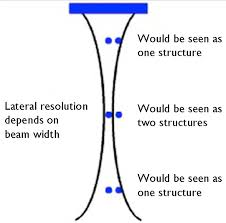 Would be seen as
one structure
Lateral resolution
depends on
beam width
Would be seen as
two structures
Would be seen as
one structure